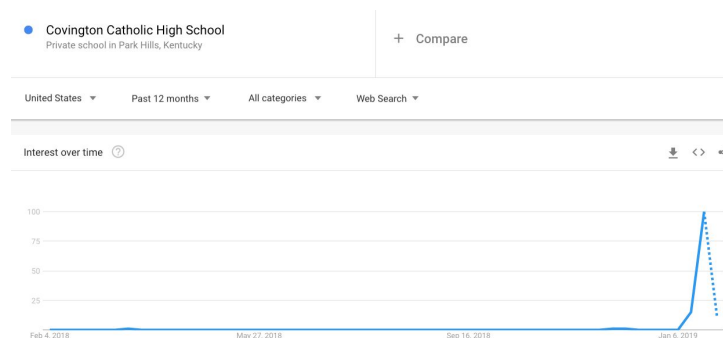 Covington Catholic High School
Private school in Park Hills, Kentucky
+ Compare
United States
Past 12 months
All categories
Web Search
Interest over time
100
75
50
25
Feb 4, 2018
May 27, 2018
Sep 16, 2018
Jan 6, 2019